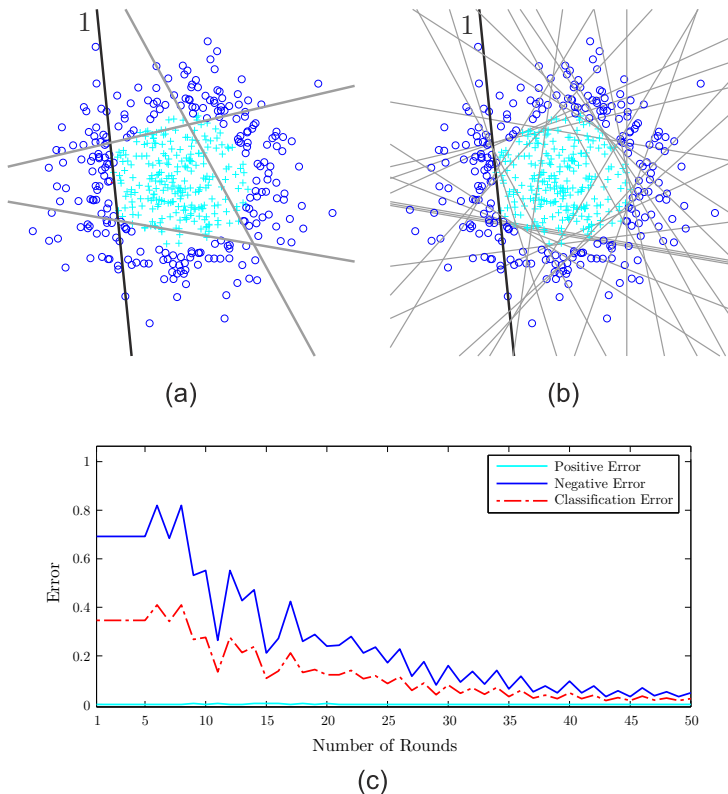 1
1
(a)
(b)
1
0.8
0.6
0.4
0.2
0
Error
Positive Error
Negative Error
Classification Error
1 5 10 15 20 25 30 35 40 45 50
Number of Rounds
(c)